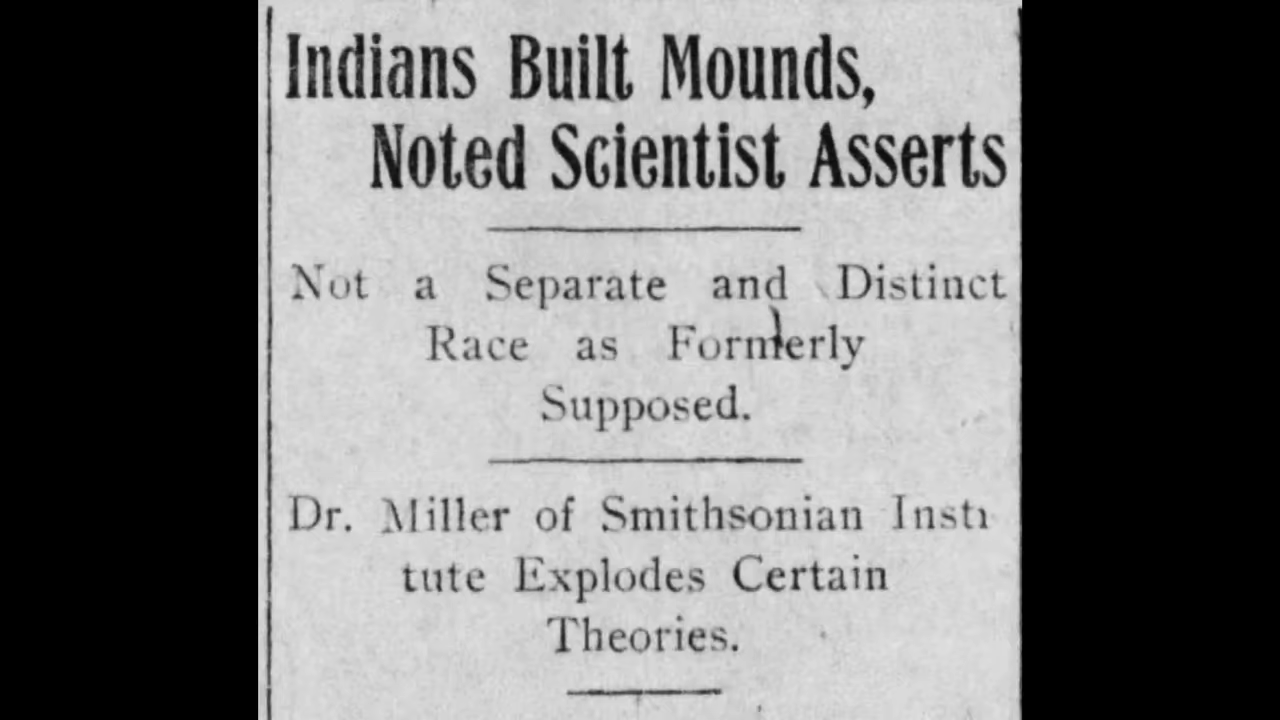 Indians Built Mounds,
Noted Scientist Asserts
Not a Separate and Distinct
Race as Formerly
Supposed.
Dr. Miller of Smithsonian Insti
tute Explodes Certain
Theories.